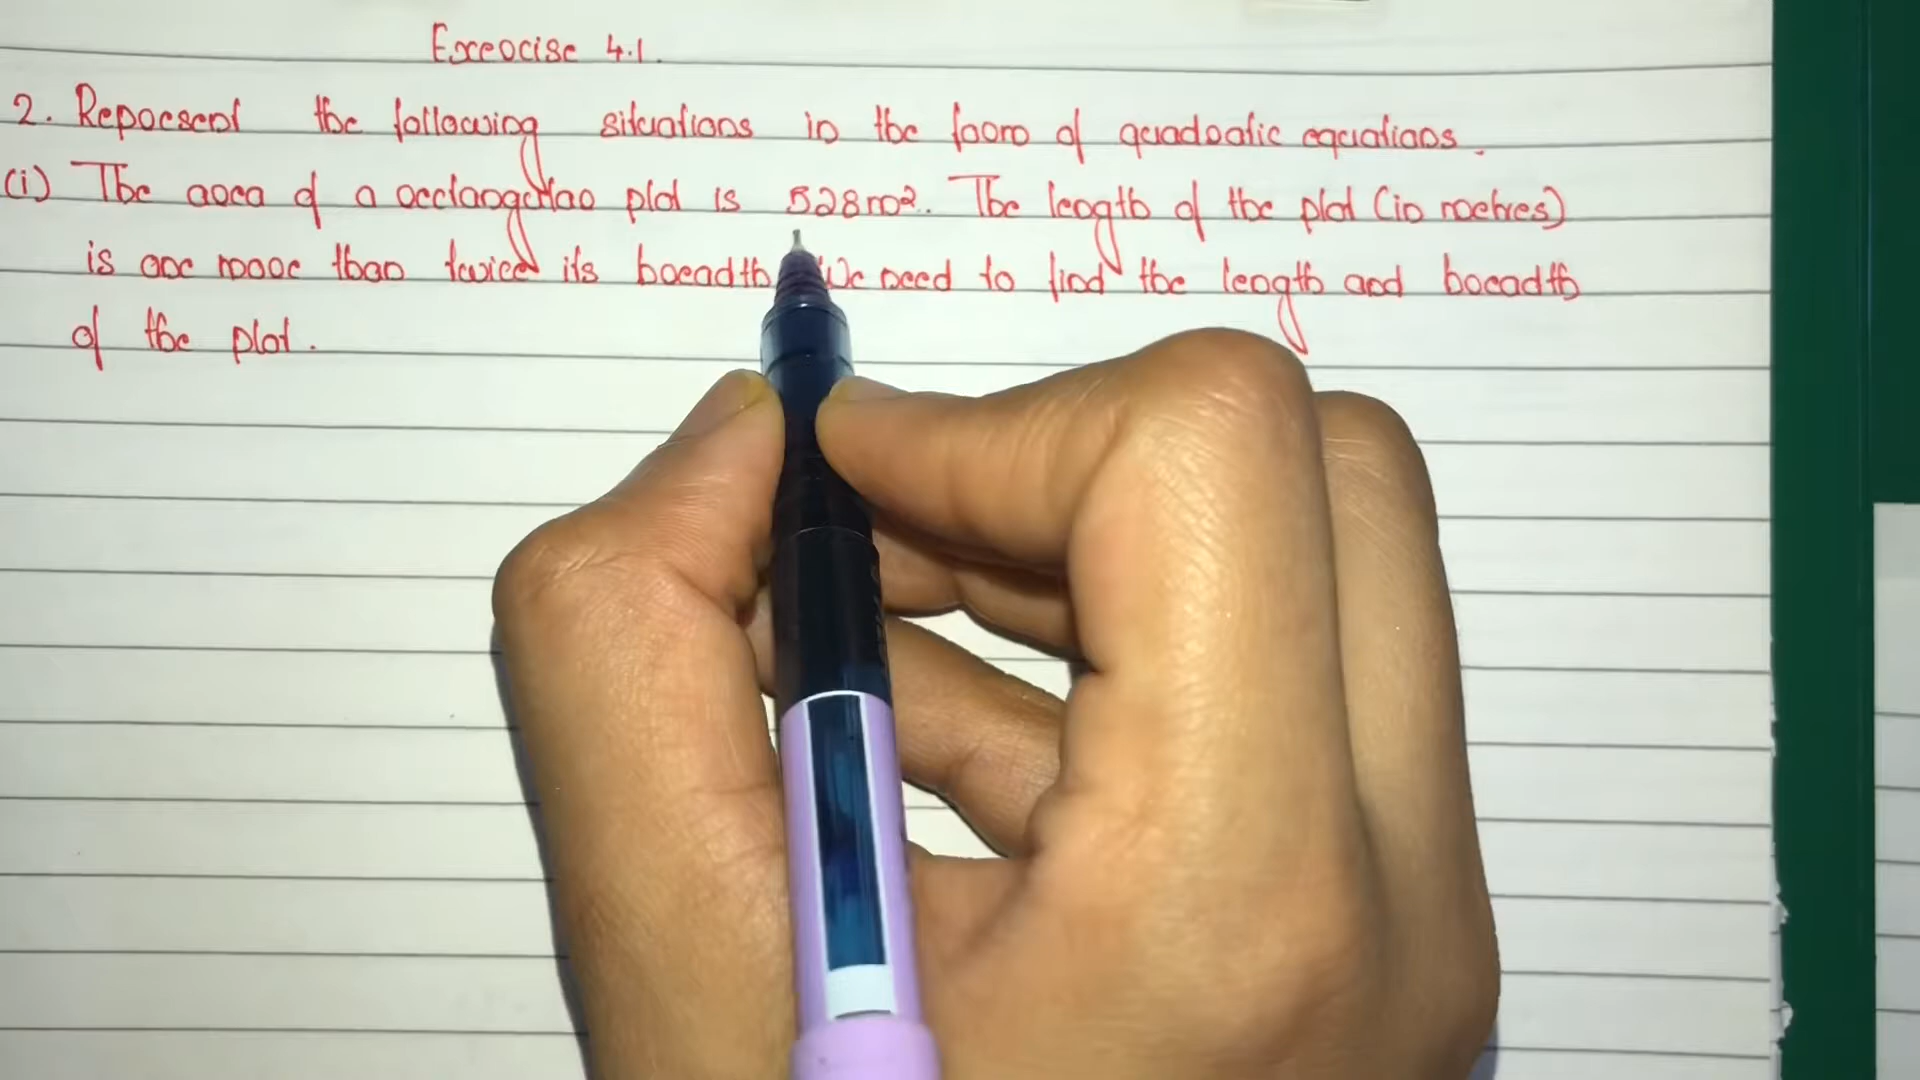 Exercise 4.1.
2. Represent the following situations in the form of quadratic equations.
(i) The area of a rectangular plot is 528m². The length of the plot (in metres)
is one more than twice its breadth We need to find the length and breadth
of the plot.